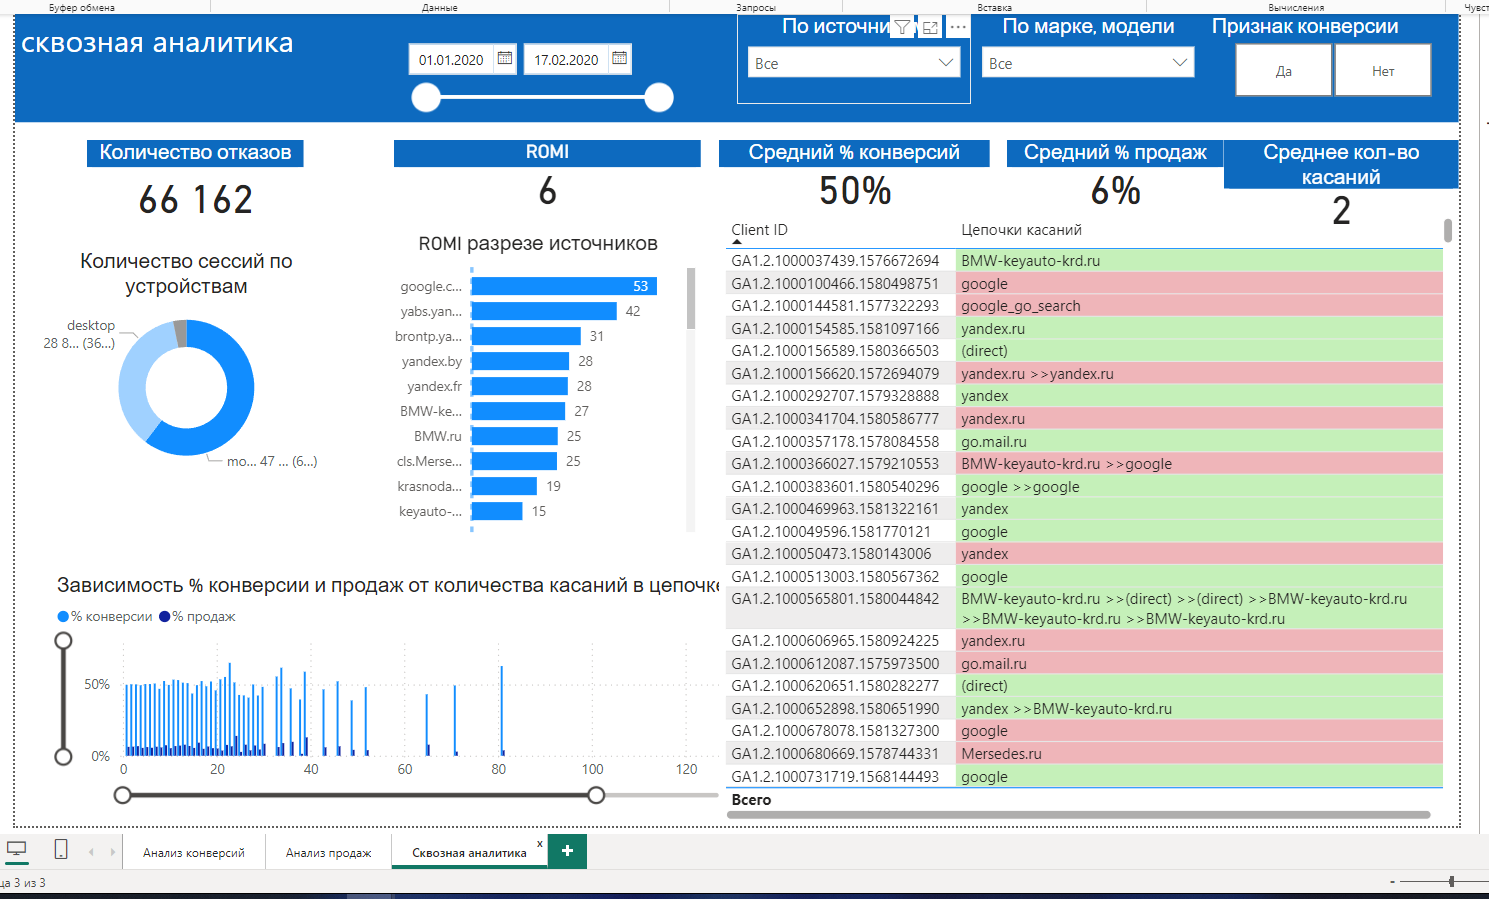 Буфер обмена
Данные
Запросы
Вставка
Вычисления
Чувст
сквозная аналитика
01.01.2020
17.02.2020
По источни
Все
По марке, модели
Все
Признак конверсии
Да
Нет
Количество отказов
66 162
ROMI
6
Средний % конверсий
50%
Средний % продаж
6%
Среднее кол-во
касаний
2
Количество сессий по
устройствам
desktop
28 8... (36...)
mo... 47 ... (6...)
ROMI разрезе источников
google.c... 53
yabs.yan... 42
brontp.ya... 31
yandex.by 28
yandex.fr 28
BMW-ke... 27
BMW.ru 25
cls.Merse... 25
krasnoda... 19
keyauto-... 15
Client ID Цепочки касаний
GA1.2.1000037439.1576672694 BMW-keyauto-krd.ru
GA1.2.1000100466.1580498751 google
GA1.2.1000144581.1577322293 google_go_search
GA1.2.1000154585.1581097166 yandex.ru
GA1.2.1000156589.1580366503 (direct)
GA1.2.1000156620.1572694079 yandex.ru >>yandex.ru
GA1.2.1000292707.1579328888 yandex
GA1.2.1000341704.1580586777 yandex.ru
GA1.2.1000357178.1578084558 go.mail.ru
GA1.2.1000366027.1579210553 BMW-keyauto-krd.ru >>google
GA1.2.1000383601.1580540296 google >>google
GA1.2.1000469963.1581322161 yandex
GA1.2.100049596.1581770121 google
GA1.2.100050473.1580143006 yandex
GA1.2.1000513003.1580567362 google
GA1.2.1000565801.1580044842 BMW-keyauto-krd.ru >>(direct) >>(direct) >>BMW-keyauto-krd.ru
>>BMW-keyauto-krd.ru >>BMW-keyauto-krd.ru
GA1.2.1000606965.1580924225 yandex.ru
GA1.2.1000612087.1575973500 go.mail.ru
GA1.2.1000620651.1580282277 (direct)
GA1.2.1000652898.1580651990 yandex >>BMW-keyauto-krd.ru
GA1.2.1000678078.1581327300 google
GA1.2.1000680669.1578744331 Mersedes.ru
GA1.2.1000731719.1568144493 google
Всего
Зависимость % конверсии и продаж от количества касаний в цепочке
% конверсии % продаж
50%
0%
0 20 40 60 80 100 120
Анализ конверсий
Анализ продаж
Сквозная аналитика
x
+
ца 3 из 3
-